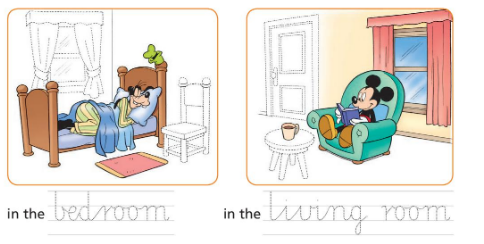 in the bedroom
in the living room